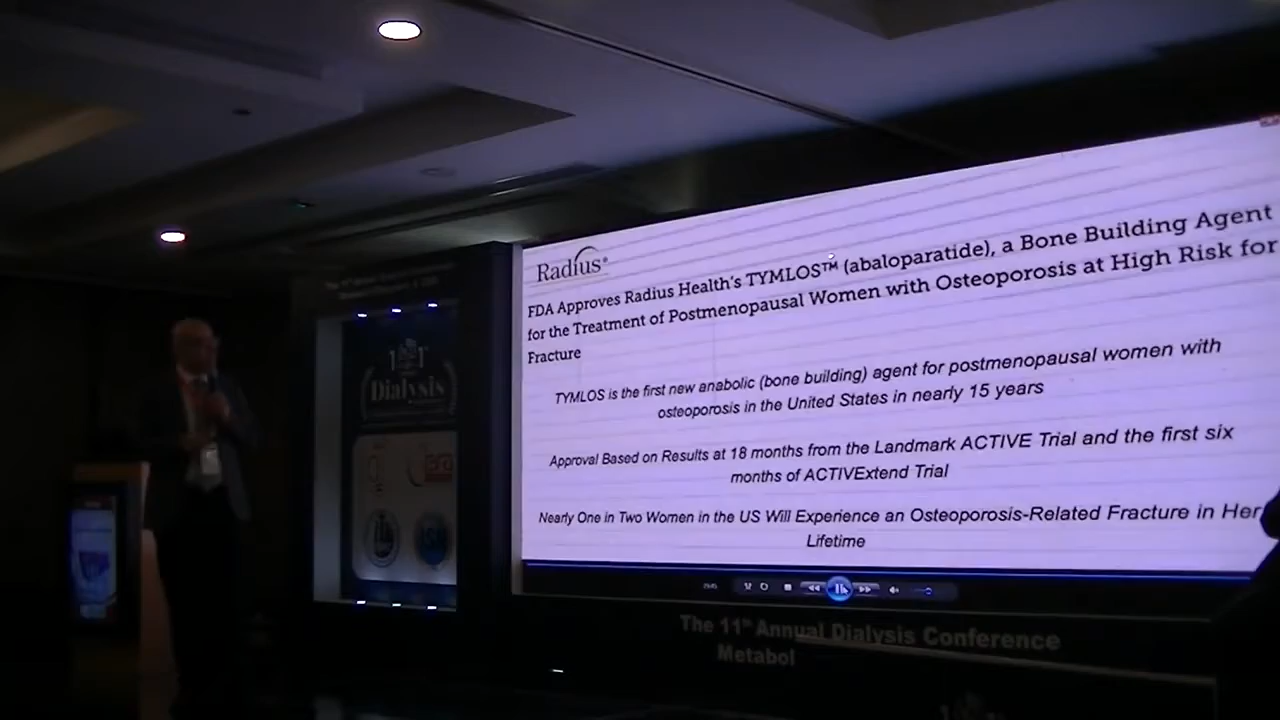 Radius®
FDA Approves Radius Health's TYMLOS™ (abaloparatide), a Bone Building Agent
for the Treatment of Postmenopausal Women with Osteoporosis at High Risk for
Fracture
TYMLOS is the first new anabolic (bone building) agent for postmenopausal women with
osteoporosis in the United States in nearly 15 years
Approval Based on Results at 18 months from the Landmark ACTIVE Trial and the first six
months of ACTIVExtend Trial
Nearly One in Two Women in the US Will Experience an Osteoporosis-Related Fracture in Her
Lifetime
Dialysis
The 11th Annual Dialysis Conference
Metabol